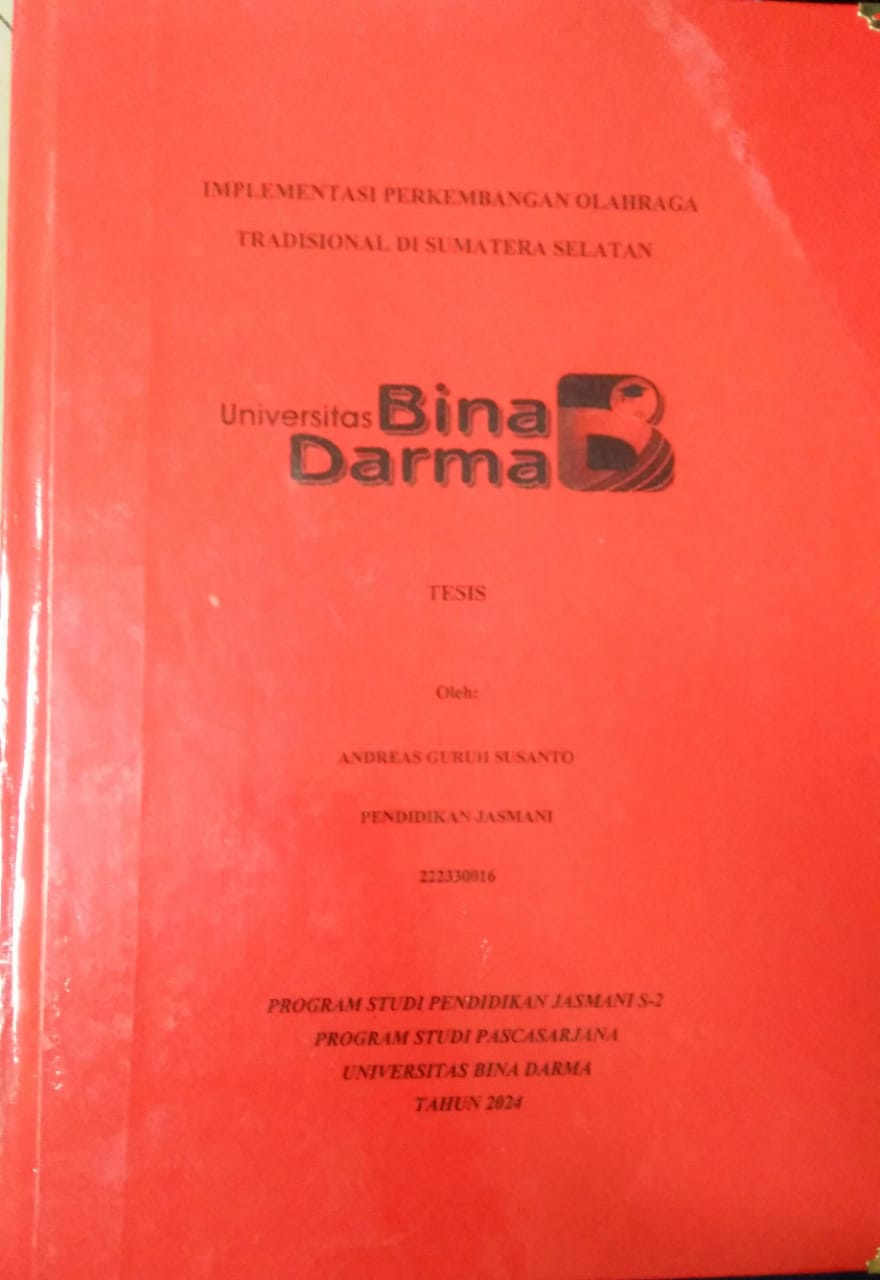 IMPLEMENTASI PERKEMBANGAN OLAHRAGA
TRADISIONAL DI SUMATERA SELATAN
Universitas Bina
Darma
TESIS
Oleh:
ANDREAS GURUH SUSANTO
PENDIDIKAN JASMANI
222330016
PROGRAM STUDI PENDIDIKAN JASMANI S-2
PROGRAM STUDI PASCASARJANA
UNIVERSITAS BINA DARMA
TAHUN 2024